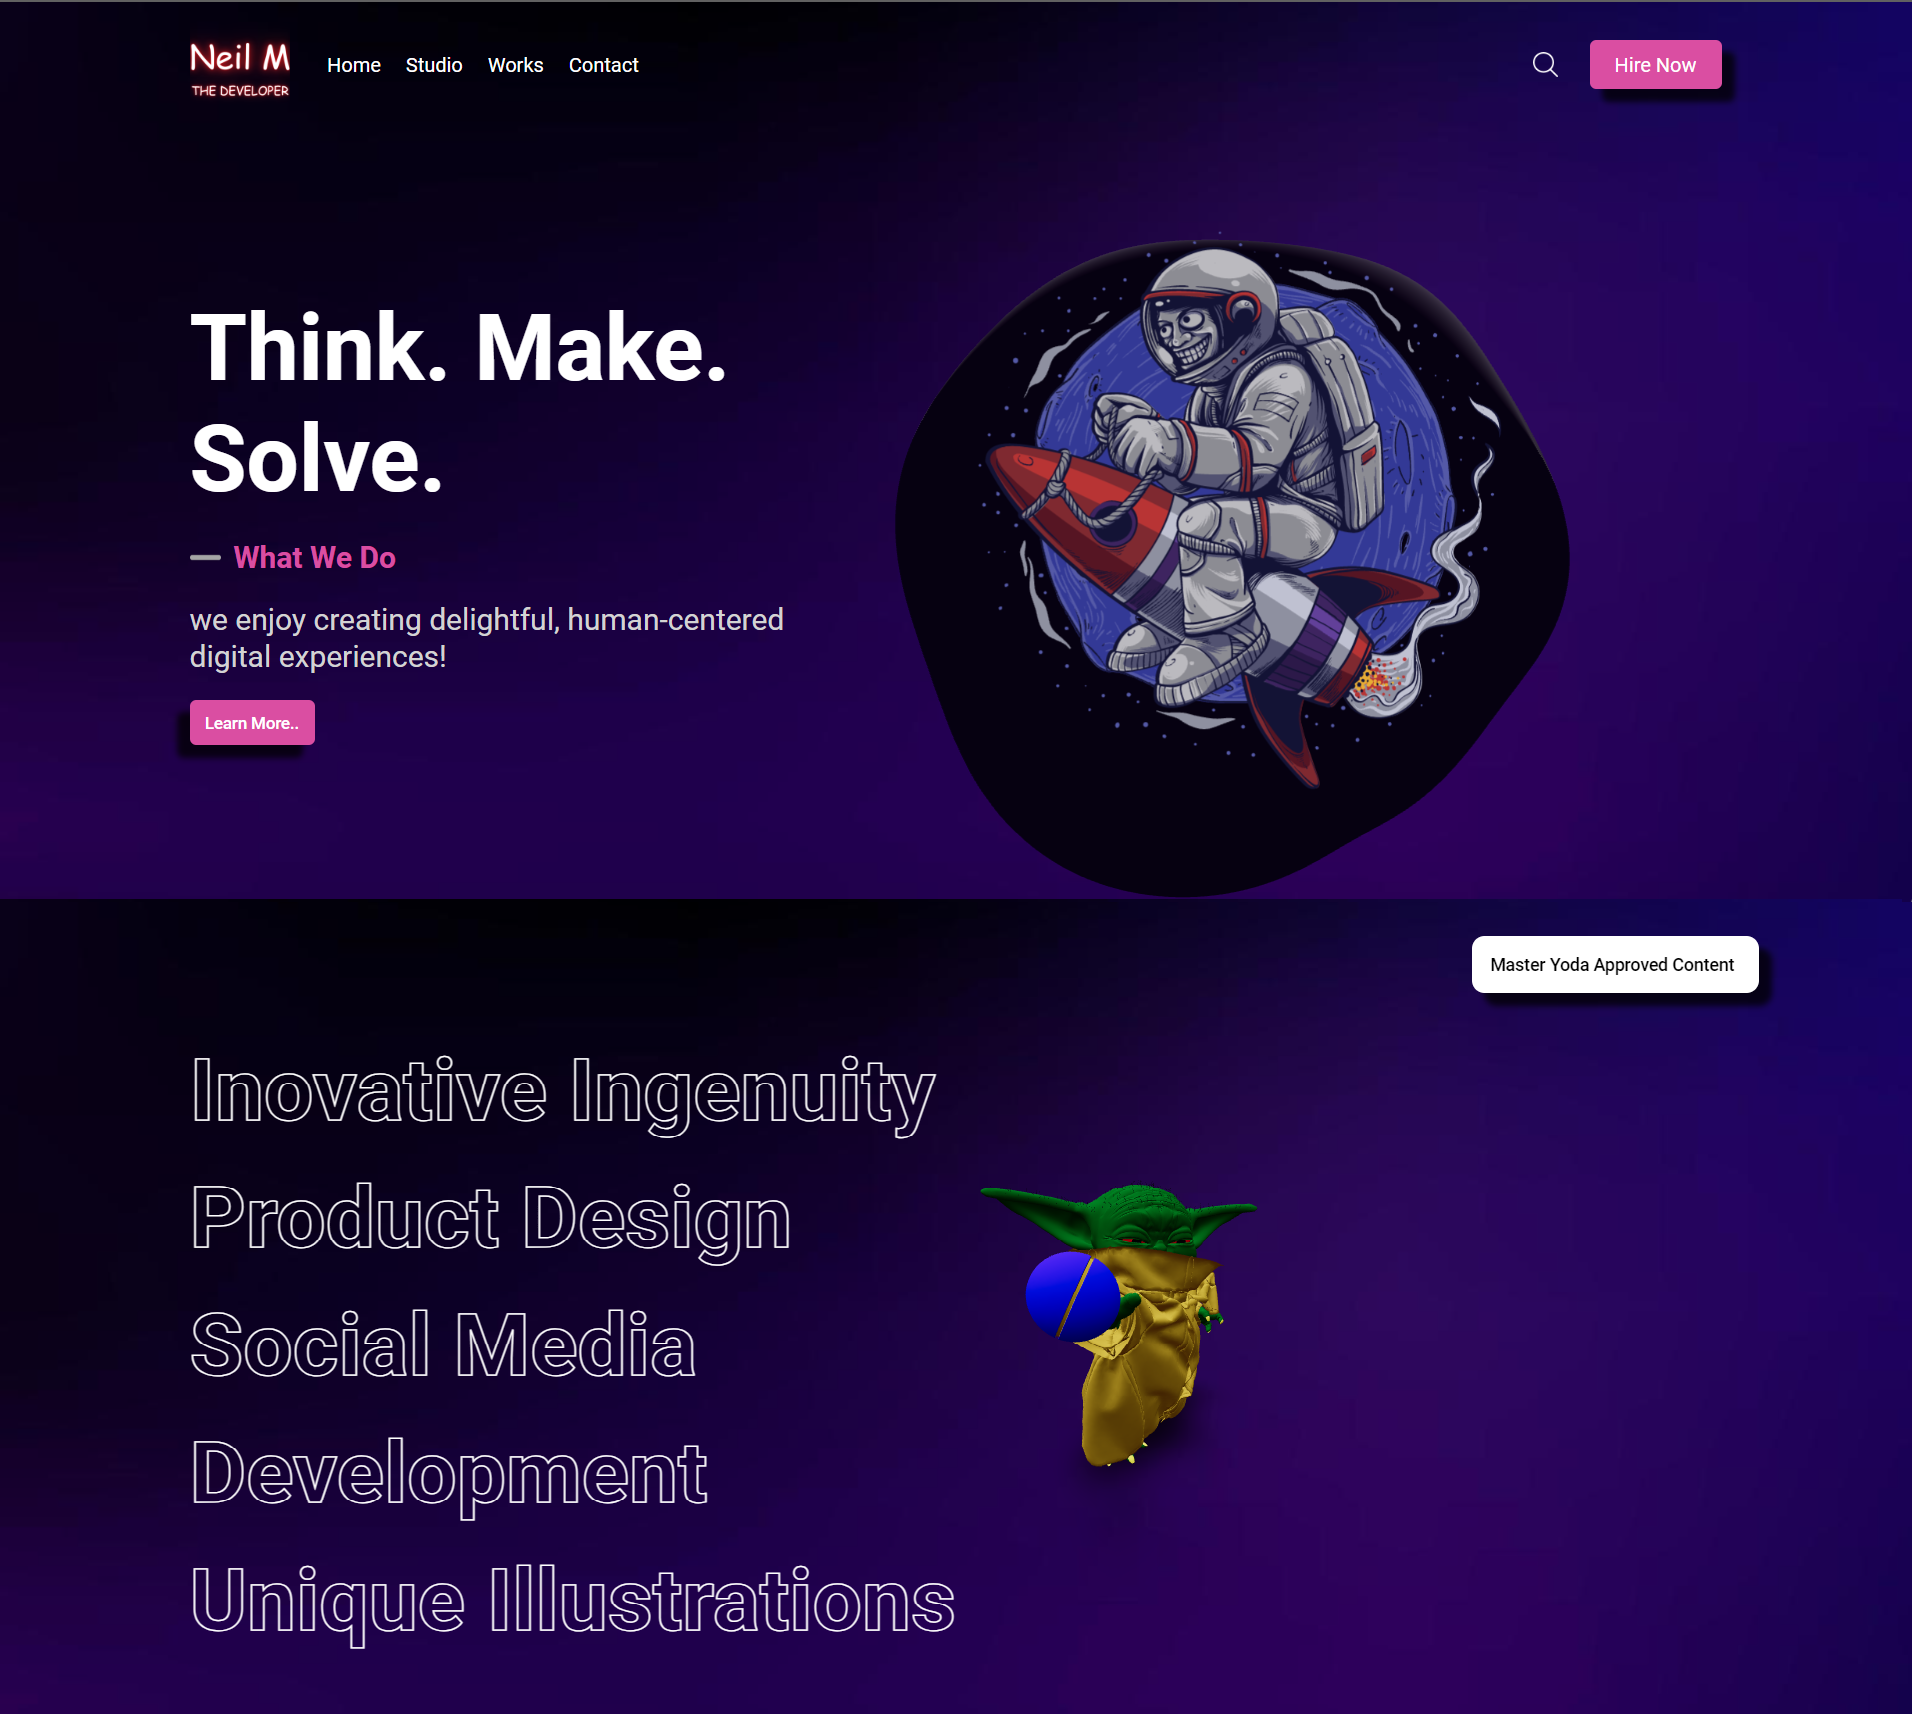 Neil M
THE DEVELOPER
Home Studio Works Contact
Hire Now
Think. Make.
Solve.
What We Do
we enjoy creating delightful, human-centered
digital experiences!
Learn More..
Master Yoda Approved Content
Inovative Ingenuity
Product Design
Social Media
Development
Unique Illustrations